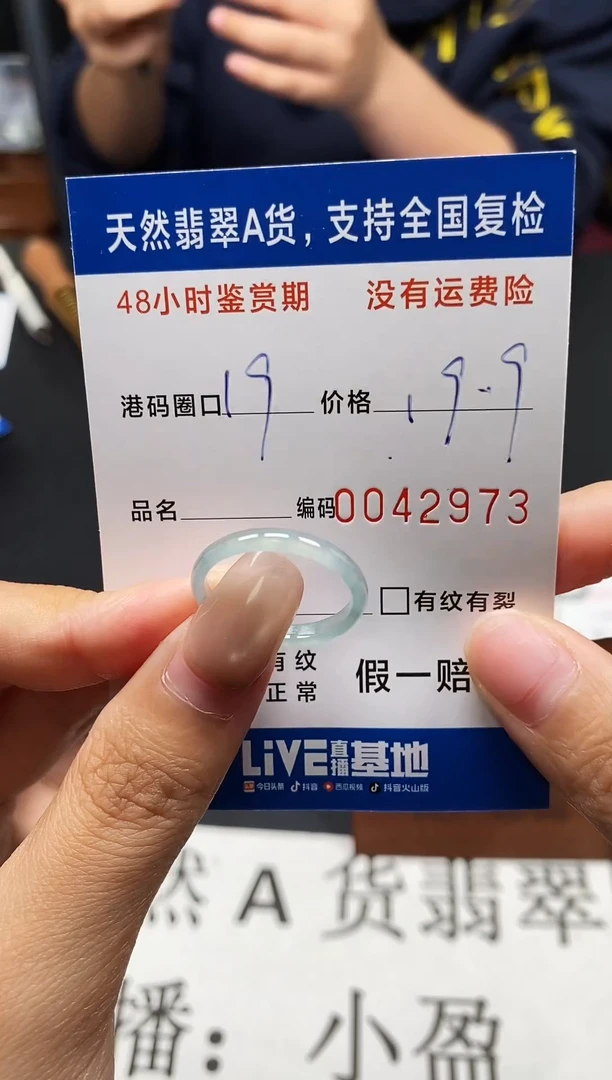 天然翡翠A货，支持全国复检
48小时鉴赏期 没有运费险
港码圈口 19 价格 19.9
品名 编码 0042973
□有纹有裂
有纹
正常 假一赔
LiVE直播基地
今日头条 抖音 西瓜视频 抖音火山版
然 A 货翡翠
播：小盈